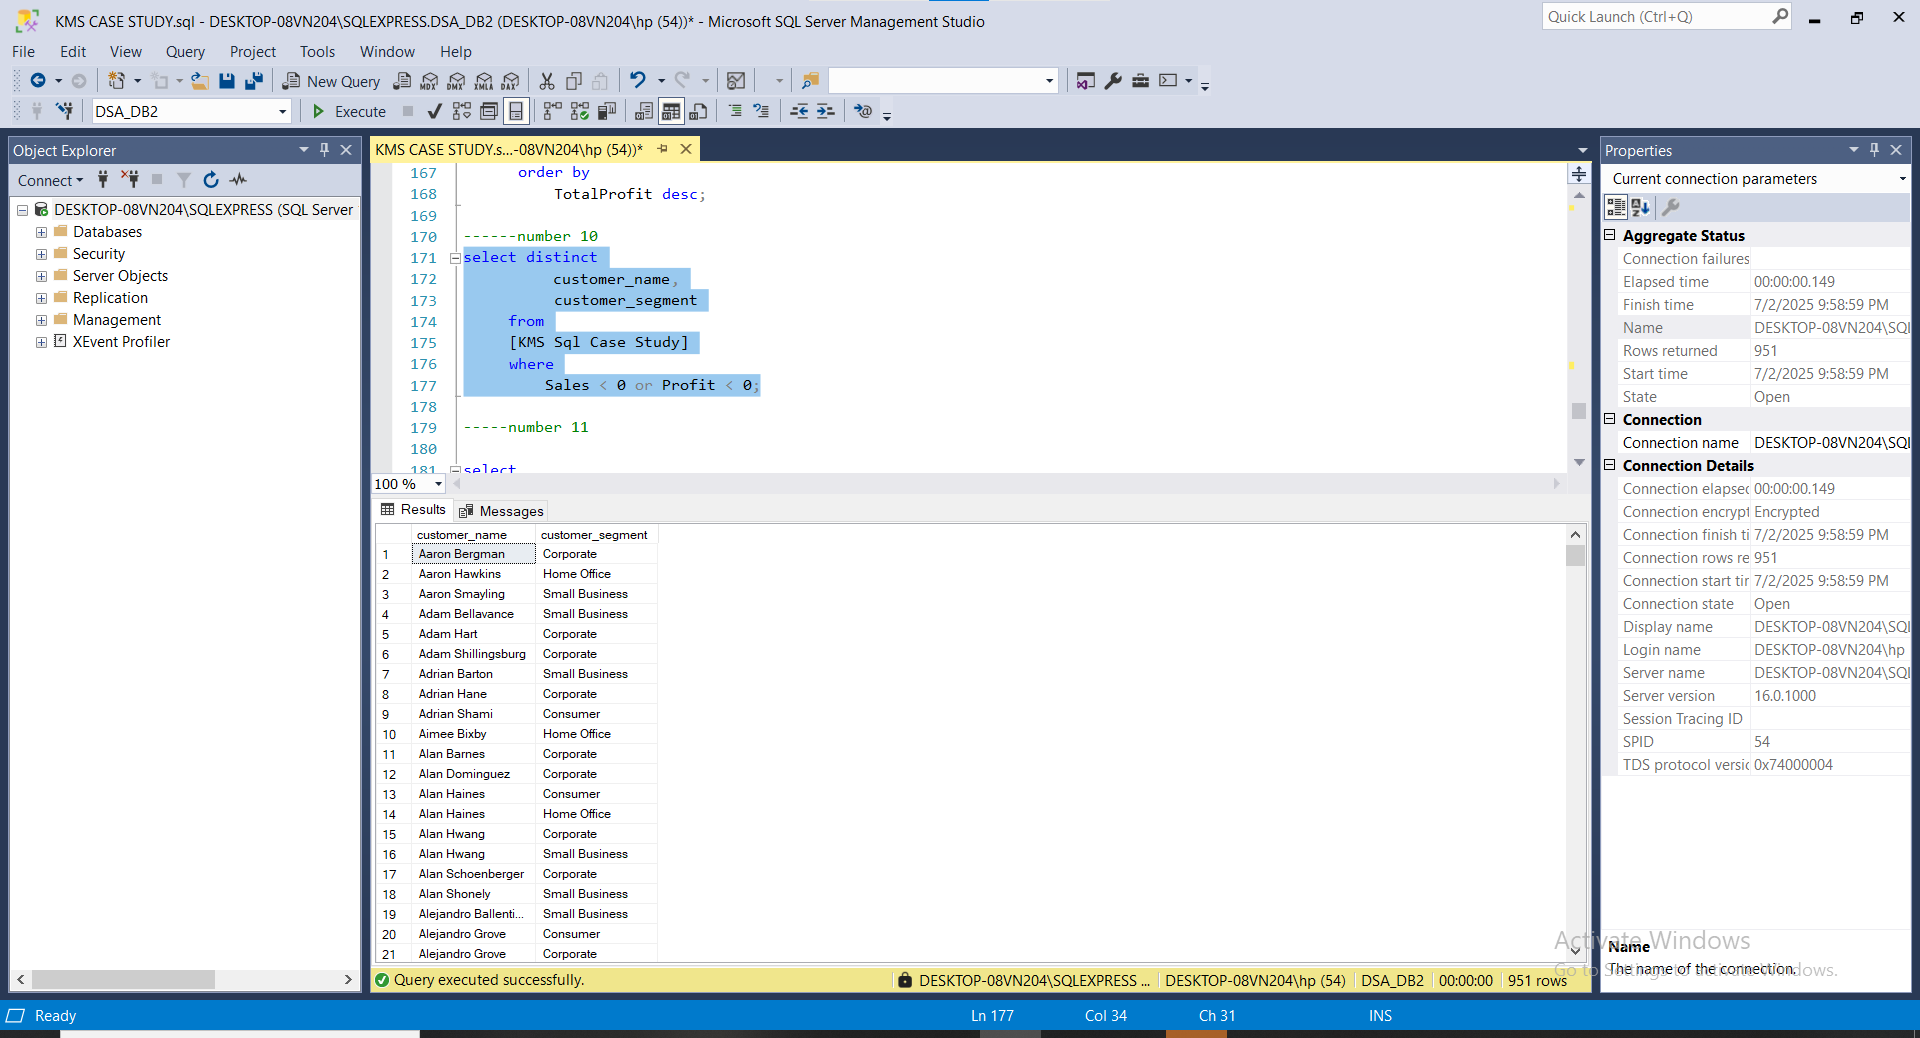 KMS CASE STUDY.sql - DESKTOP-08VN204\SQLEXPRESS.DSA_DB2 (DESKTOP-08VN204\hp (54))* - Microsoft SQL Server Management Studio
Quick Launch (Ctrl+Q)
File Edit View Query Project Tools Window Help
New Query MDX DMX XMLA DAX
DSA_DB2 Execute
Object Explorer
Connect
DESKTOP-08VN204\SQLEXPRESS (SQL Server
Databases
Security
Server Objects
Replication
Management
XEvent Profiler
KMS CASE STUDY.s...-08VN204\hp (54))*
167 order by
168 TotalProfit desc;
169
170 ------number 10
171 select distinct
172 customer_name,
173 customer_segment
174 from
175 [KMS Sql Case Study]
176 where
177 Sales < 0 or Profit < 0;
178
179 -----number 11
180
181 select
100 %
Results Messages
customer_name customer_segment
1 Aaron Bergman Corporate
2 Aaron Hawkins Home Office
3 Aaron Smayling Small Business
4 Adam Bellavance Small Business
5 Adam Hart Corporate
6 Adam Shillingsburg Corporate
7 Adrian Barton Small Business
8 Adrian Hane Corporate
9 Adrian Shami Consumer
10 Aimee Bixby Home Office
11 Alan Barnes Corporate
12 Alan Dominguez Corporate
13 Alan Haines Consumer
14 Alan Haines Home Office
15 Alan Hwang Corporate
16 Alan Hwang Small Business
17 Alan Schoenberger Corporate
18 Alan Shonely Small Business
19 Alejandro Ballenti... Small Business
20 Alejandro Grove Consumer
21 Alejandro Grove Corporate
Query executed successfully. DESKTOP-08VN204\SQLEXPRESS ... DESKTOP-08VN204\hp (54) DSA_DB2 00:00:00 951 rows
Properties
Current connection parameters
Aggregate Status
Connection failures
Elapsed time 00:00:00.149
Finish time 7/2/2025 9:58:59 PM
Name DESKTOP-08VN204\SQL
Rows returned 951
Start time 7/2/2025 9:58:59 PM
State Open
Connection
Connection name DESKTOP-08VN204\SQL
Connection Details
Connection elapsed 00:00:00.149
Connection encrypt Encrypted
Connection finish ti 7/2/2025 9:58:59 PM
Connection rows re 951
Connection start tir 7/2/2025 9:58:59 PM
Connection state Open
Display name DESKTOP-08VN204\SQL
Login name DESKTOP-08VN204\hp
Server name DESKTOP-08VN204\SQL
Server version 16.0.1000
Session Tracing ID
SPID 54
TDS protocol versic 0x74000004
Name
The name of the connection.
Activate Windows
Go to Settings to activate Windows.
Ready Ln 177 Col 34 Ch 31 INS